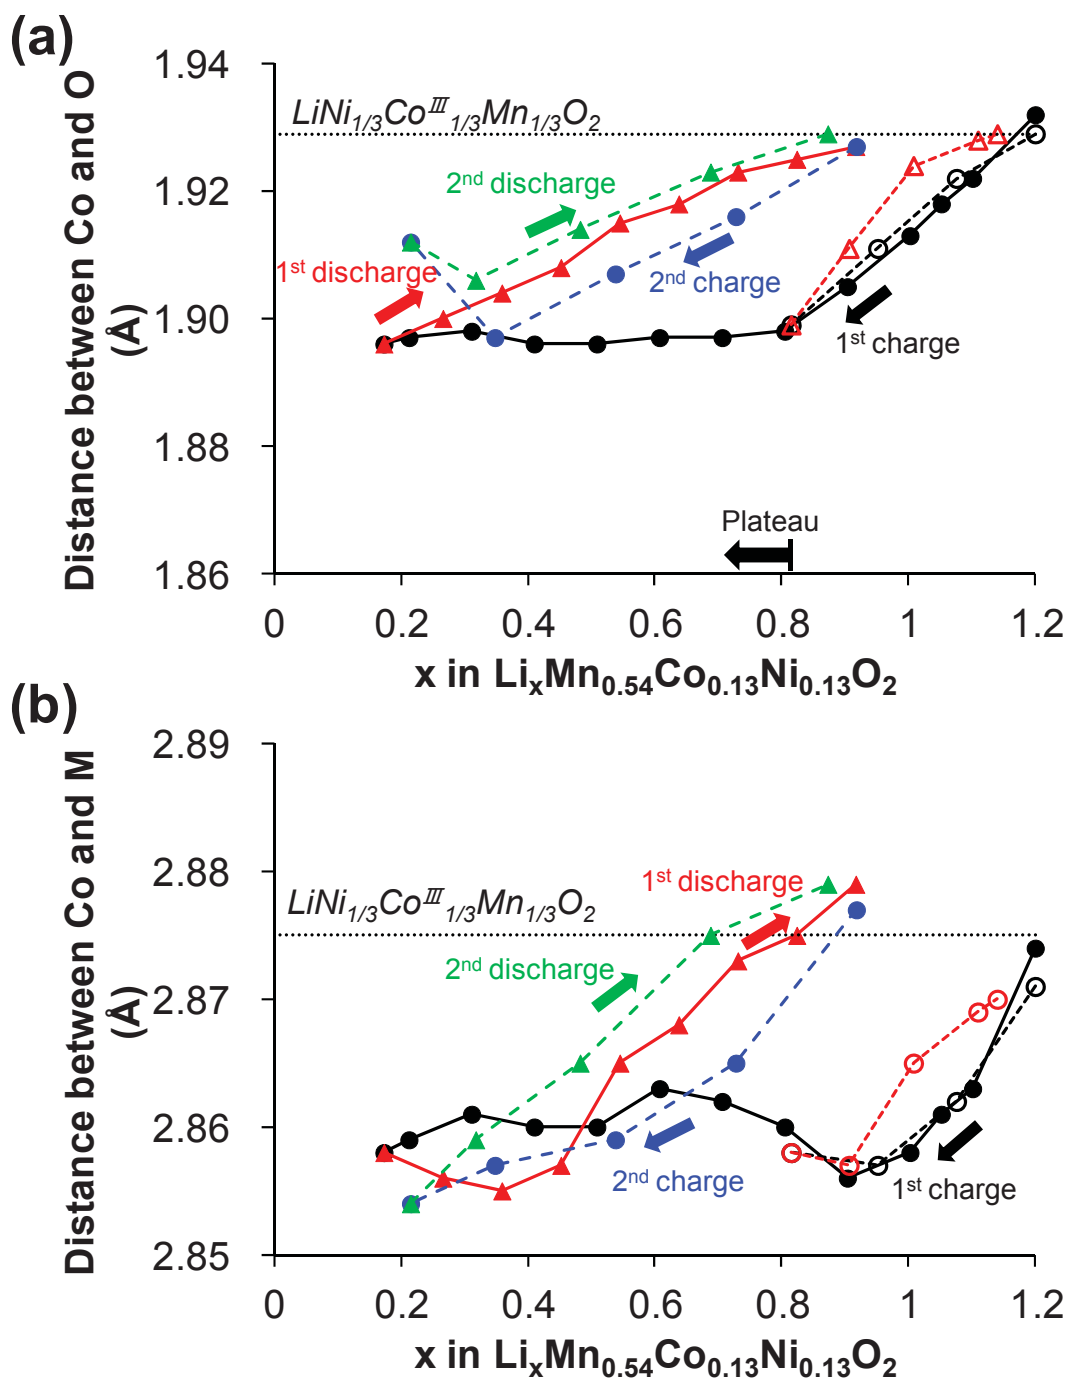 (a)
Distance between Co and O
(Å)
1.94
1.92
1.90
1.88
1.86
LiNi1/3CoⅢ1/3Mn1/3O2
2nd discharge
1st discharge
2nd charge
1st charge
Plateau
0 0.2 0.4 0.6 0.8 1 1.2
x in LixMn0.54Co0.13Ni0.13O2
(b)
Distance between Co and M
(Å)
2.89
2.88
2.87
2.86
2.85
1st discharge
LiNi1/3CoⅢ1/3Mn1/3O2
2nd discharge
2nd charge
1st charge
0 0.2 0.4 0.6 0.8 1 1.2
x in LixMn0.54Co0.13Ni0.13O2